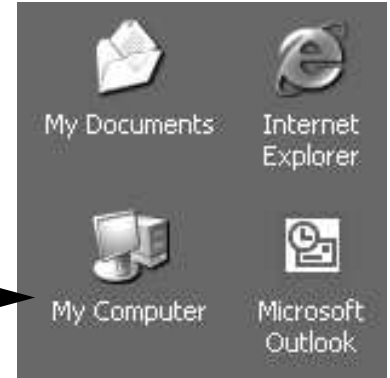 My Documents
Internet
Explorer
My Computer
Microsoft
Outlook